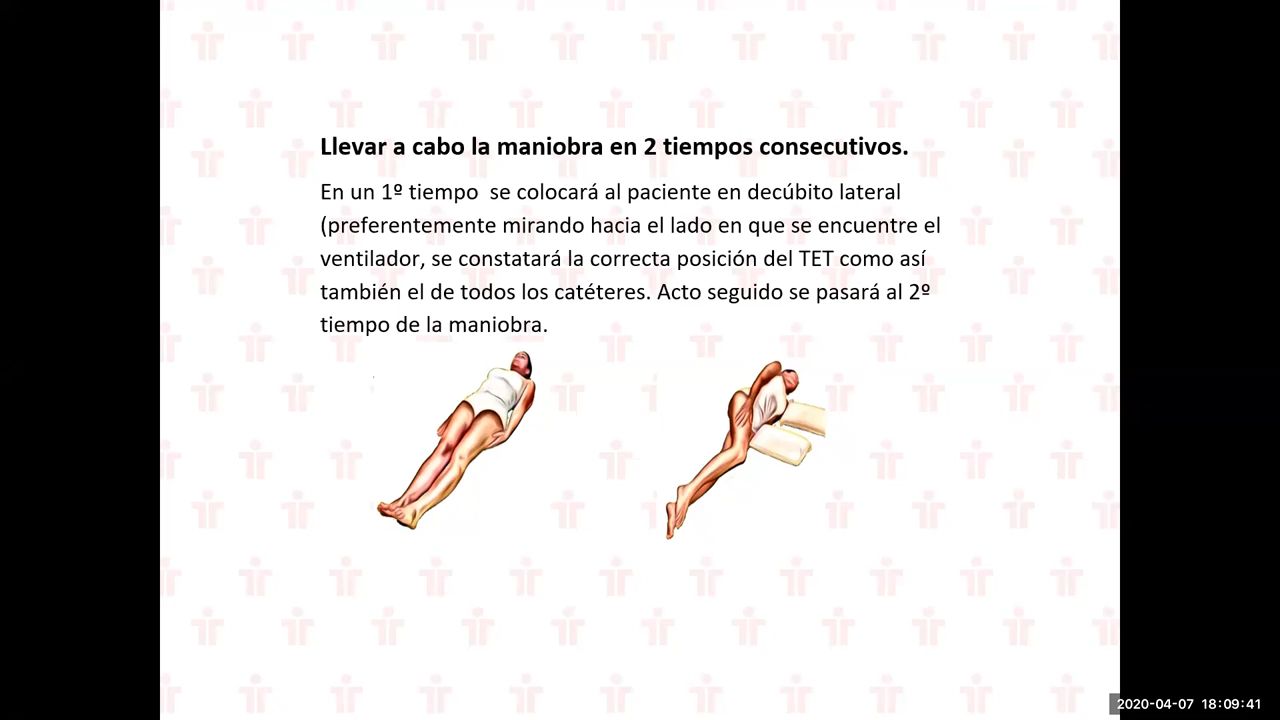 Llevar a cabo la maniobra en 2 tiempos consecutivos.
En un 1º tiempo  se colocará al paciente en decúbito lateral
(preferentemente mirando hacia el lado en que se encuentre el
ventilador, se constatará la correcta posición del TET como así
también el de todos los catéteres. Acto seguido se pasará al 2º
tiempo de la maniobra.
2020-04-07 18:09:41